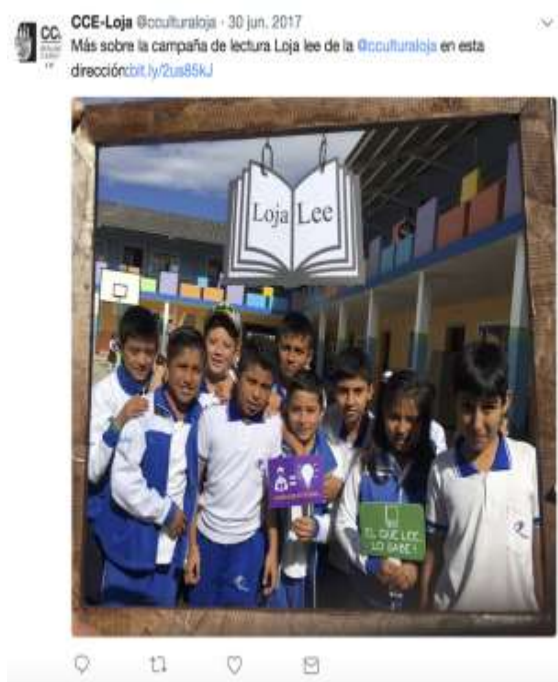 CC.
CCE-Loja @cculturaloja · 30 jun. 2017
Más sobre la campaña de lectura Loja lee de la @cculturaloja en esta
dirección:bit.ly/2us85kJ
Loja Lee
EL QUE LEE,
LO SABE!